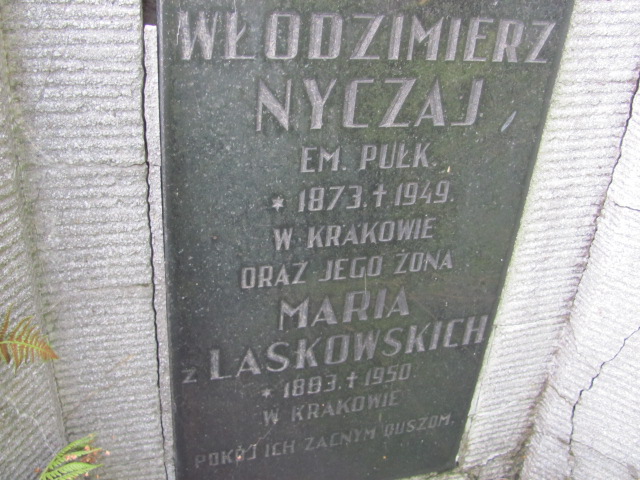 WŁODZIMIERZ
NYCZAJ
EM. PUŁK.
* 1873. † 1949.
W KRAKOWIE
ORAZ JEGO ŻONA
MARIA
z LASKOWSKICH
* 1883. † 1950.
W KRAKOWIE
POKÓJ ICH ZACNYM DUSZOM.